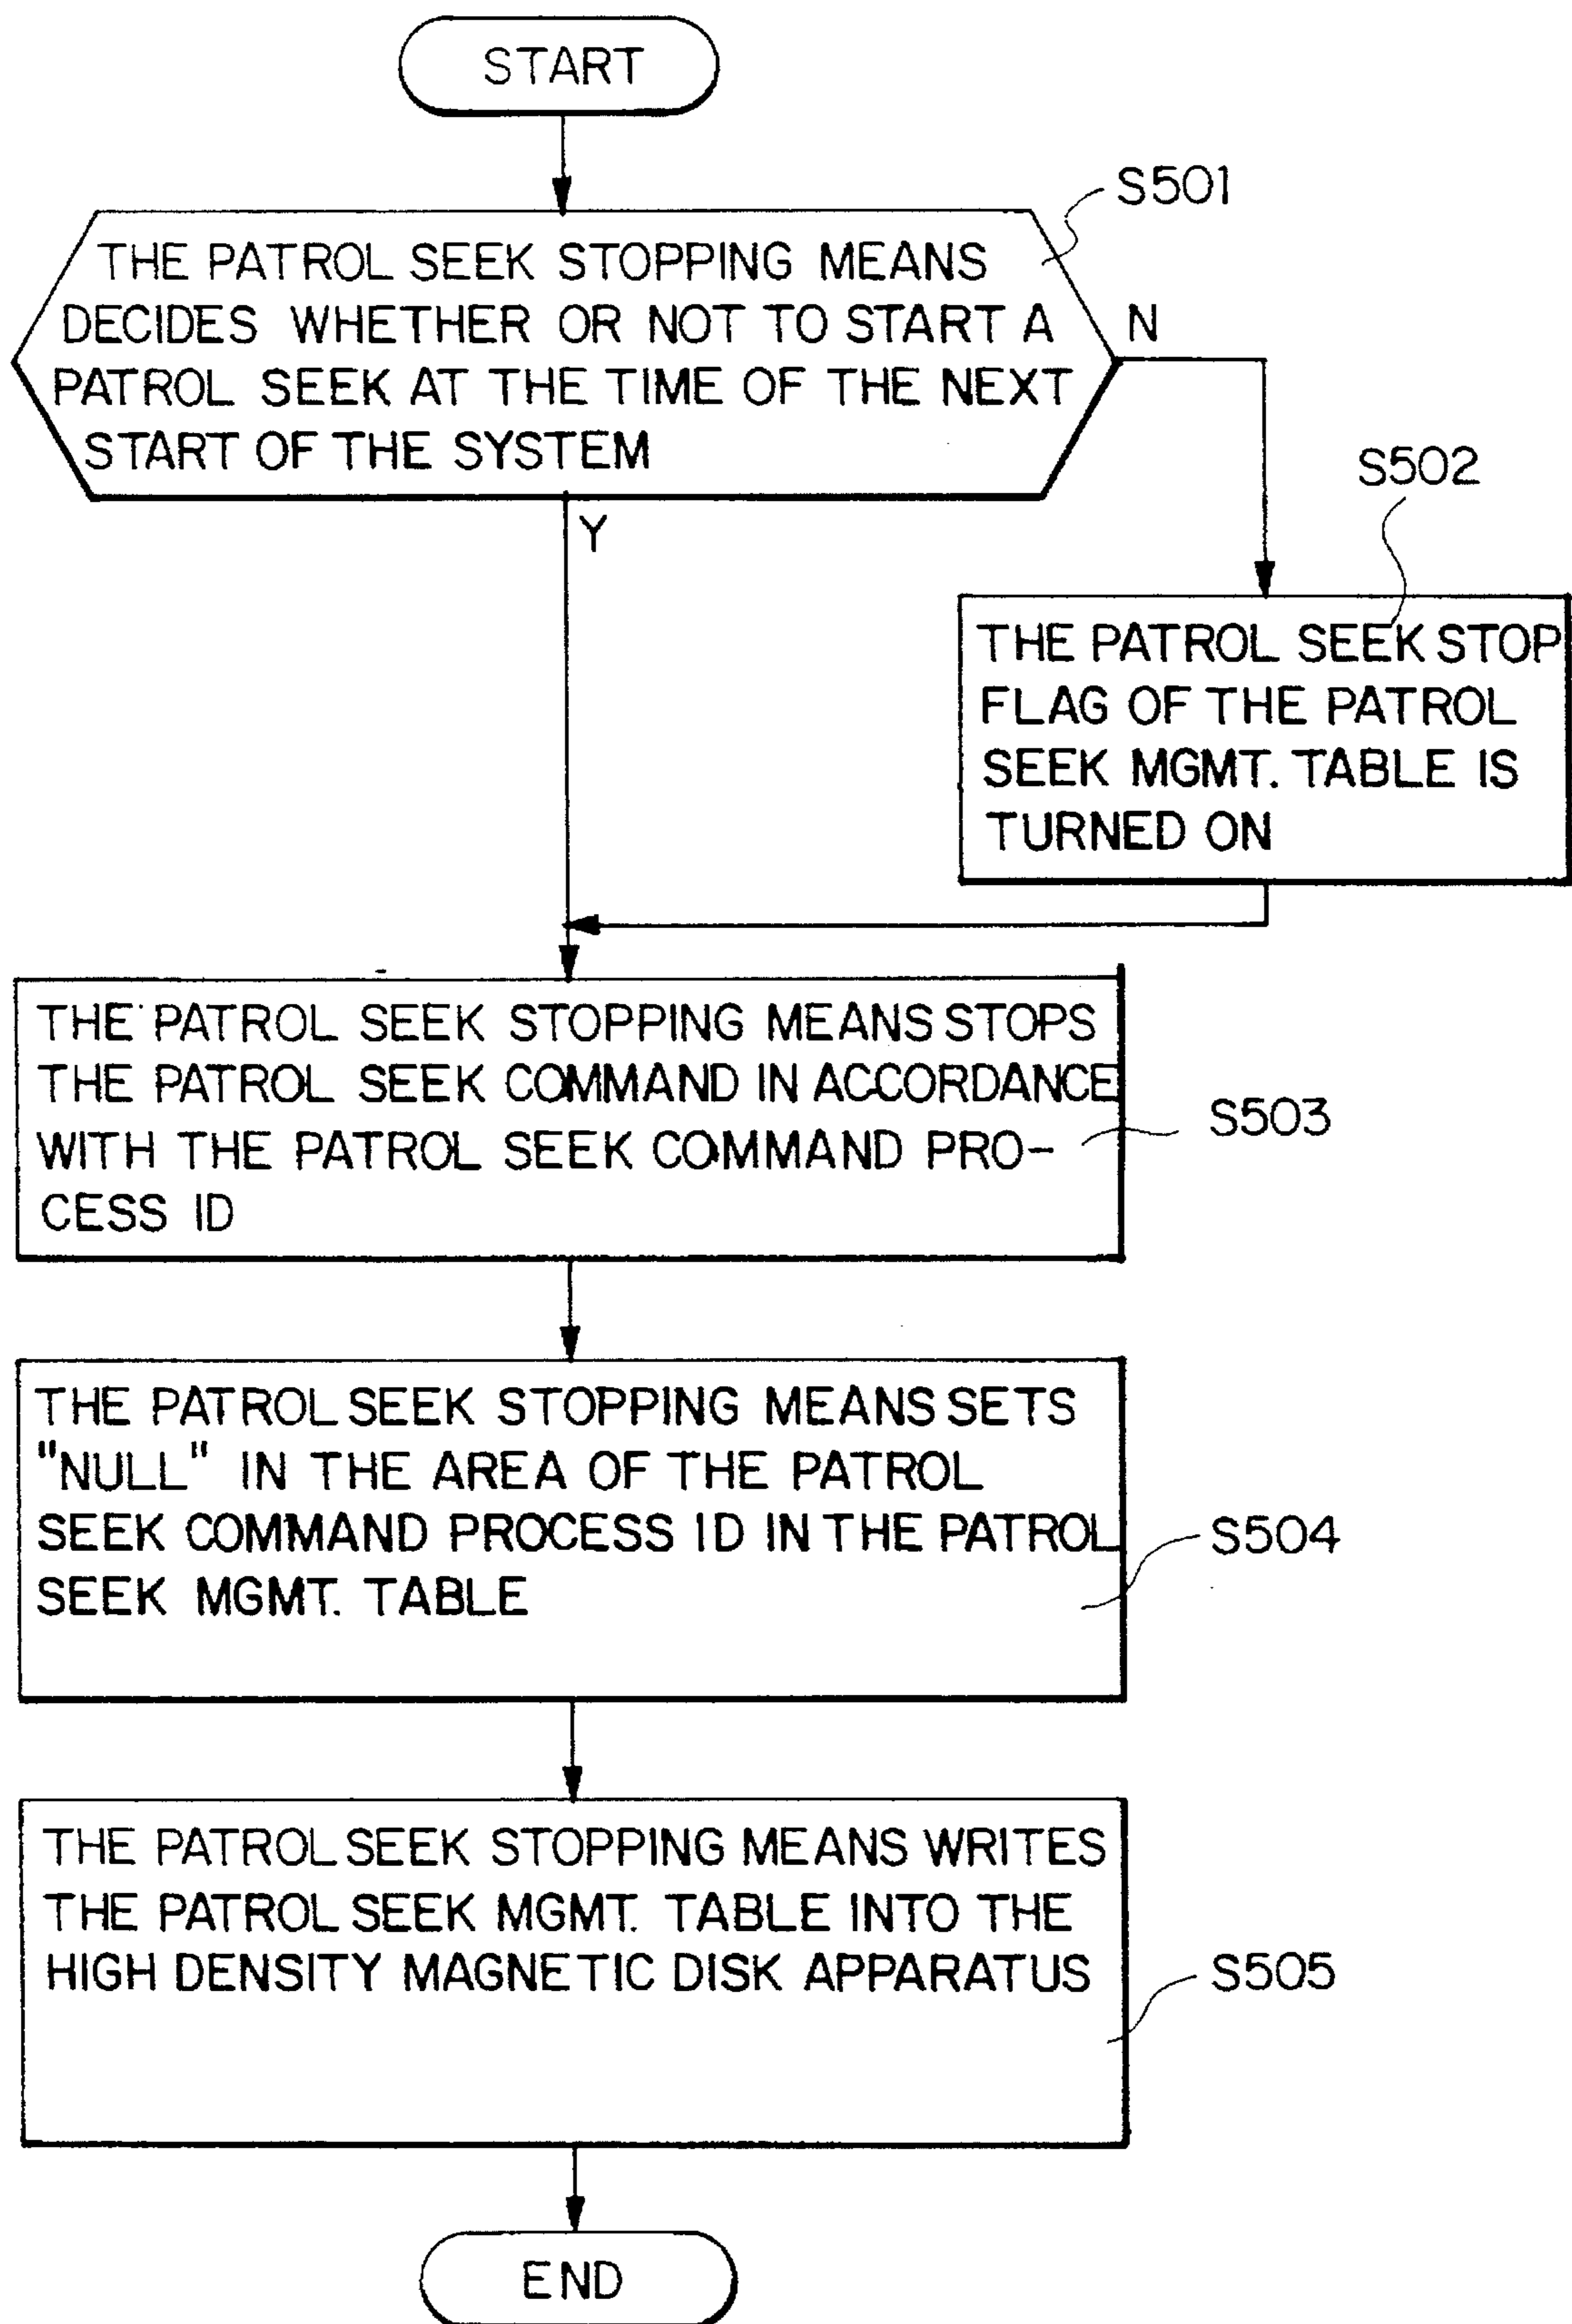 START
S501
THE PATROL SEEK STOPPING MEANS
DECIDES WHETHER OR NOT TO START A
PATROL SEEK AT THE TIME OF THE NEXT
START OF THE SYSTEM
N
Y
S502
THE PATROL SEEK STOP
FLAG OF THE PATROL
SEEK MGMT. TABLE IS
TURNED ON
THE PATROL SEEK STOPPING MEANS STOPS
THE PATROL SEEK COMMAND IN ACCORDANCE
WITH THE PATROL SEEK COMMAND PRO-
CESS ID
S503
THE PATROL SEEK STOPPING MEANS SETS
"NULL" IN THE AREA OF THE PATROL
SEEK COMMAND PROCESS ID IN THE PATROL
SEEK MGMT. TABLE
S504
THE PATROL SEEK STOPPING MEANS WRITES
THE PATROL SEEK MGMT. TABLE INTO THE
HIGH DENSITY MAGNETIC DISK APPARATUS
S505
END